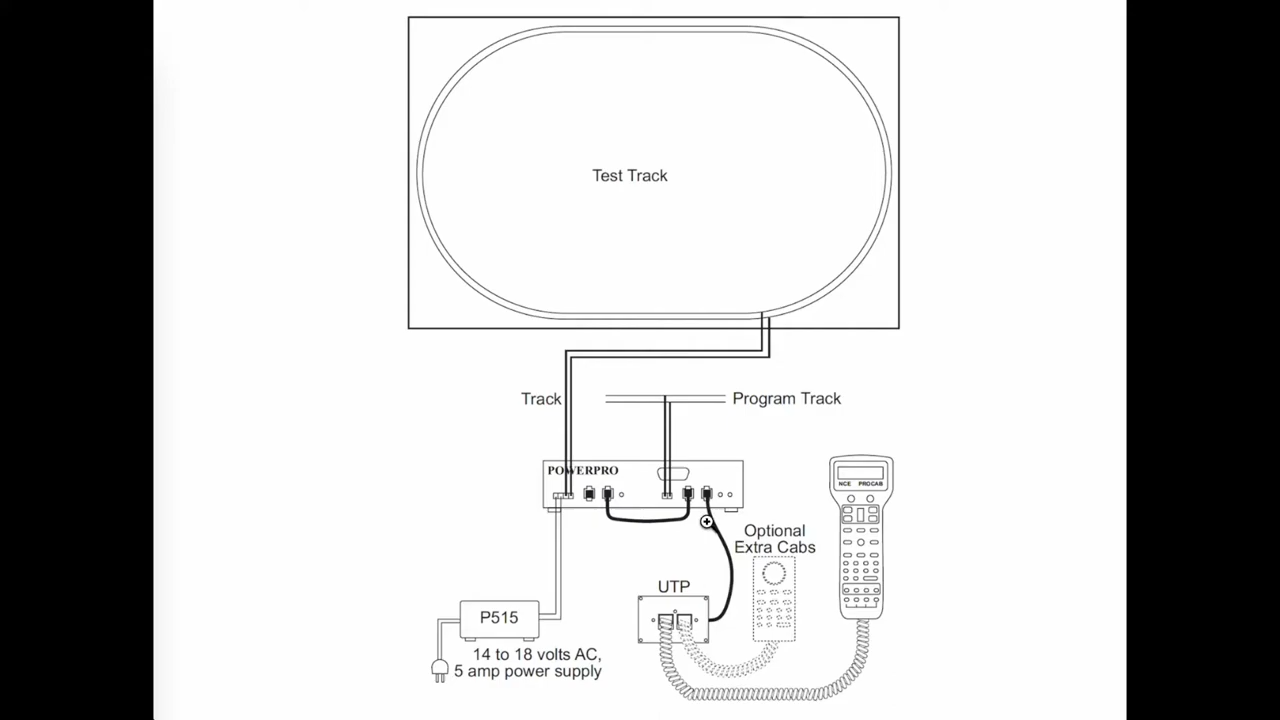 Test Track
Track
Program Track
POWERPRO
NCE PROCAB
Optional
Extra Cabs
UTP
P515
14 to 18 volts AC,
5 amp power supply